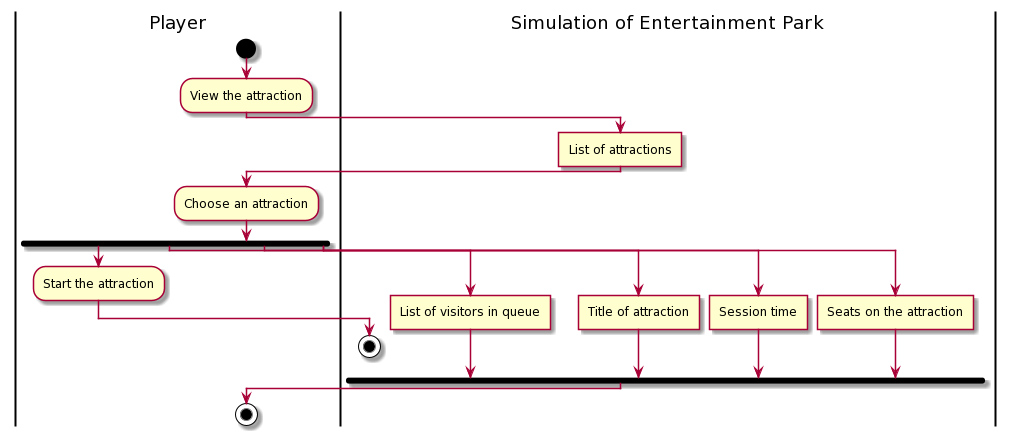 Player
Simulation of Entertainment Park
View the attraction
List of attractions
Choose an attraction
Start the attraction
List of visitors in queue
Title of attraction
Session time
Seats on the attraction